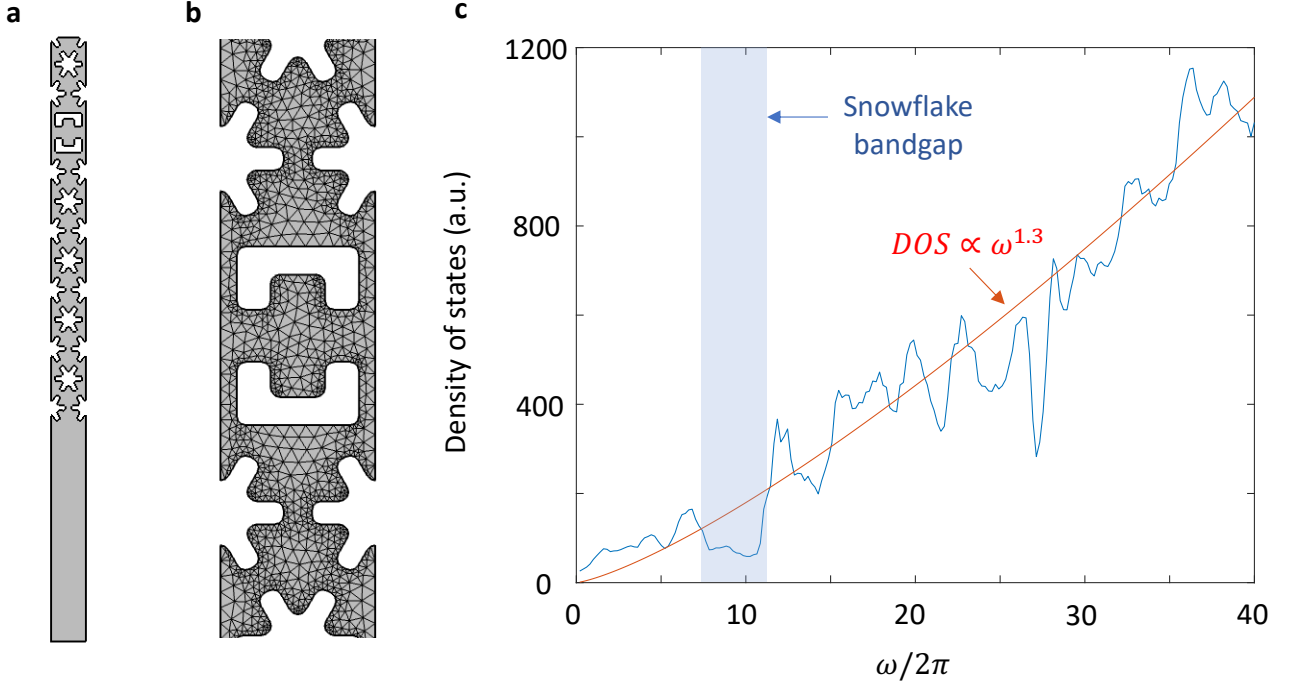 a
b
c
1200
800
400
0
Density of states (a.u.)
Snowflake
bandgap
DOS ∝ ω^1.3
0
10
20
30
40
ω/2π